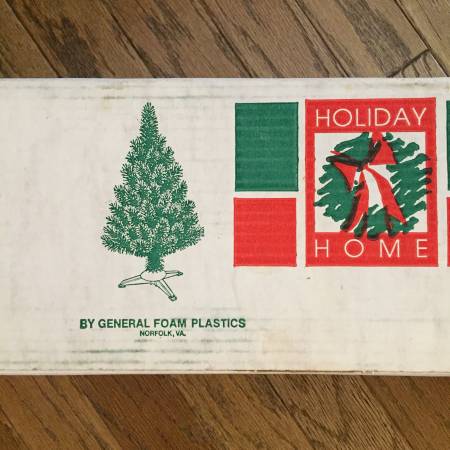 HOLIDAY
HOME
BY GENERAL FOAM PLASTICS
NORFOLK, VA.